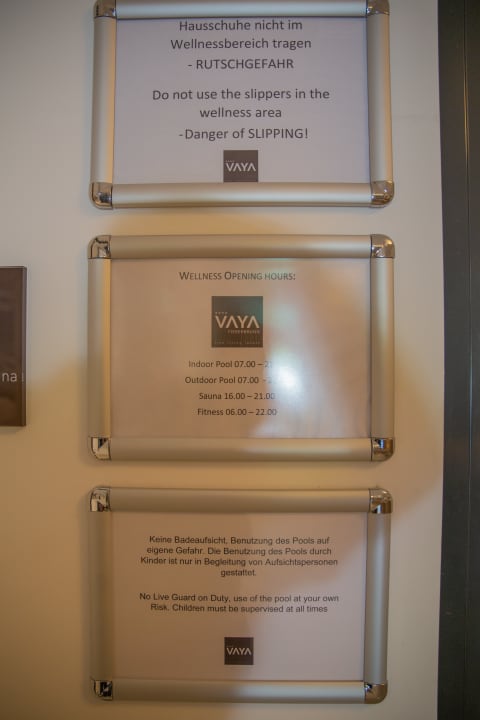 Hausschuhe nicht im
Wellnessbereich tragen
- RUTSCHGEFAHR
Do not use the slippers in the
wellness area
-Danger of SLIPPING!
VAYA
WELLNESS OPENING HOURS:
VAYA
Indoor Pool 07.00 –
Outdoor Pool 07.00 -
Sauna 16.00 – 21.00
Fitness 06.00 – 22.00
na
Keine Badeaufsicht, Benutzung des Pools auf
eigene Gefahr. Die Benutzung des Pools durch
Kinder ist nur in Begleitung von Aufsichtspersonen
gestattet.
No Live Guard on Duty, use of the pool at your own
Risk. Children must be supervised at all times
VAYA